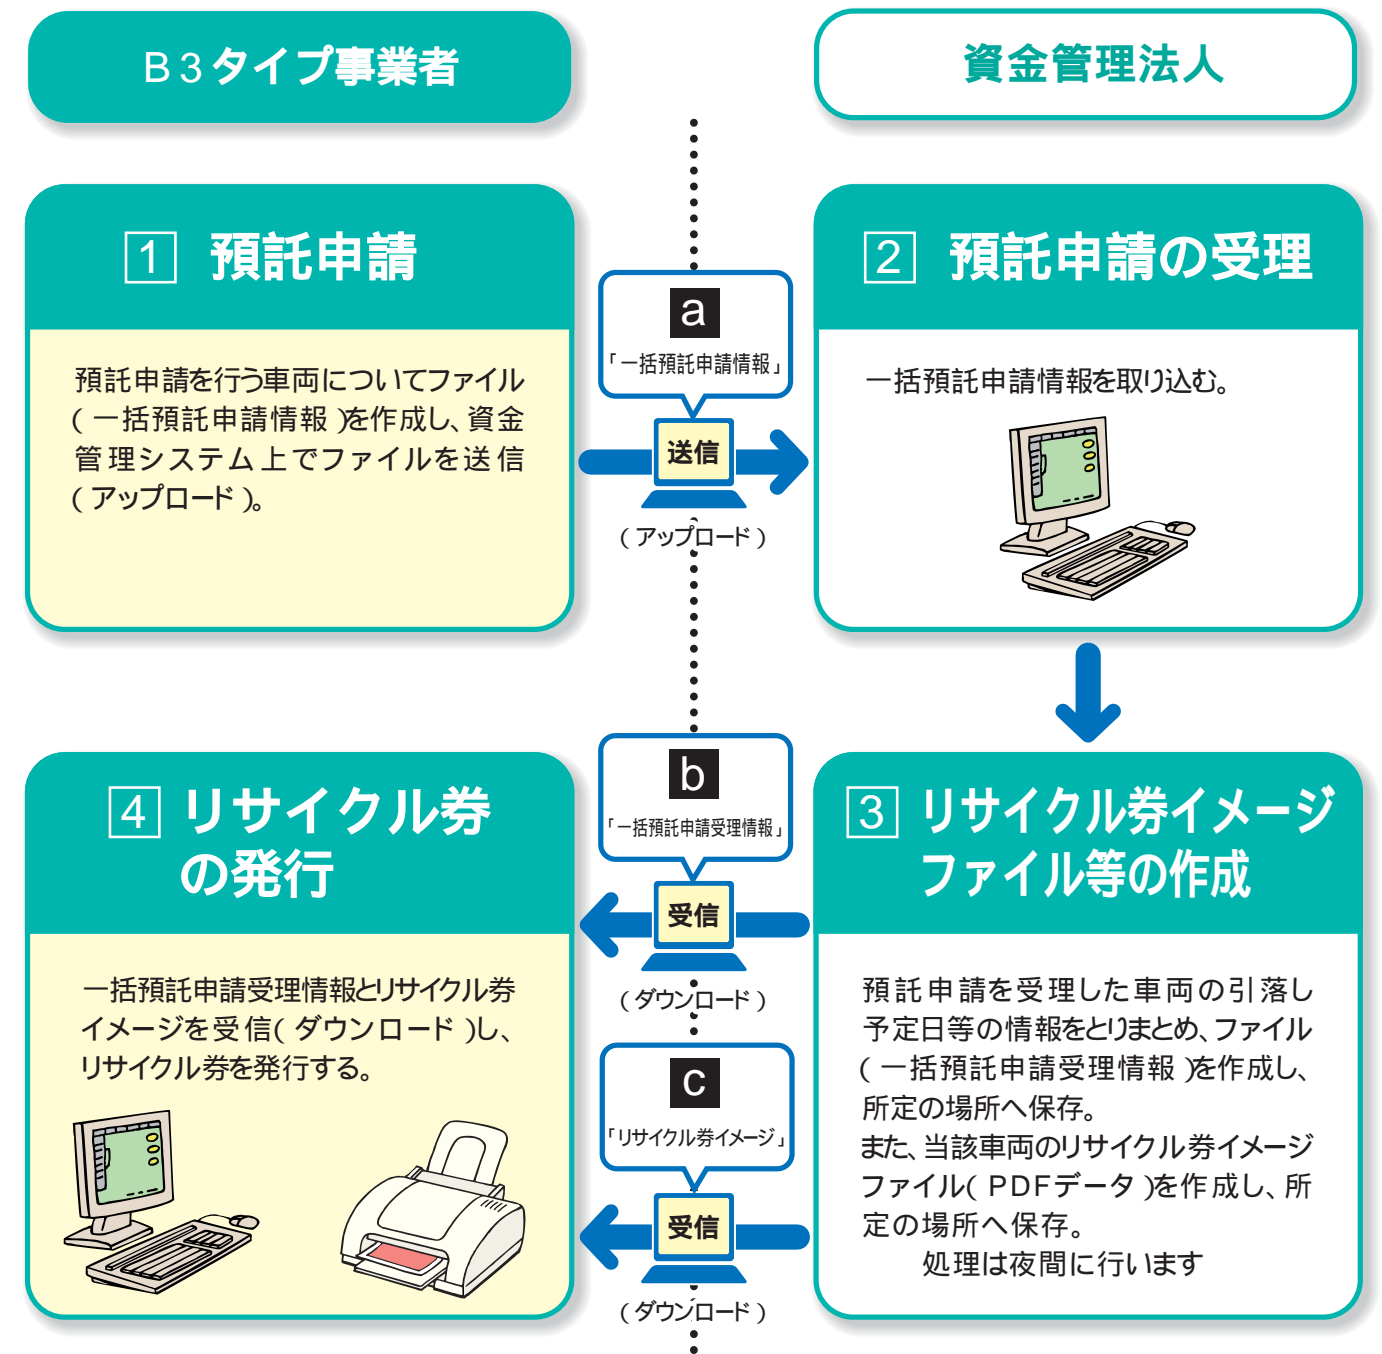 B3タイプ事業者
資金管理法人
1 預託申請
預託申請を行う車両についてファイル
(一括預託申請情報)を作成し、資金
管理システム上でファイルを送信
(アップロード)。
a
「一括預託申請情報」
送信
(アップロード)
2 預託申請の受理
一括預託申請情報を取り込む。
4 リサイクル券
の発行
一括預託申請受理情報とリサイクル券
イメージを受信(ダウンロード)し、
リサイクル券を発行する。
b
「一括預託申請受理情報」
受信
(ダウンロード)
c
「リサイクル券イメージ」
受信
(ダウンロード)
3 リサイクル券イメージ
ファイル等の作成
預託申請を受理した車両の引落し
予定日等の情報をとりまとめ、ファイル
(一括預託申請受理情報)を作成し、
所定の場所へ保存。
また、当該車両のリサイクル券イメージ
ファイル(PDFデータ)を作成し、所
定の場所へ保存。
処理は夜間に行います